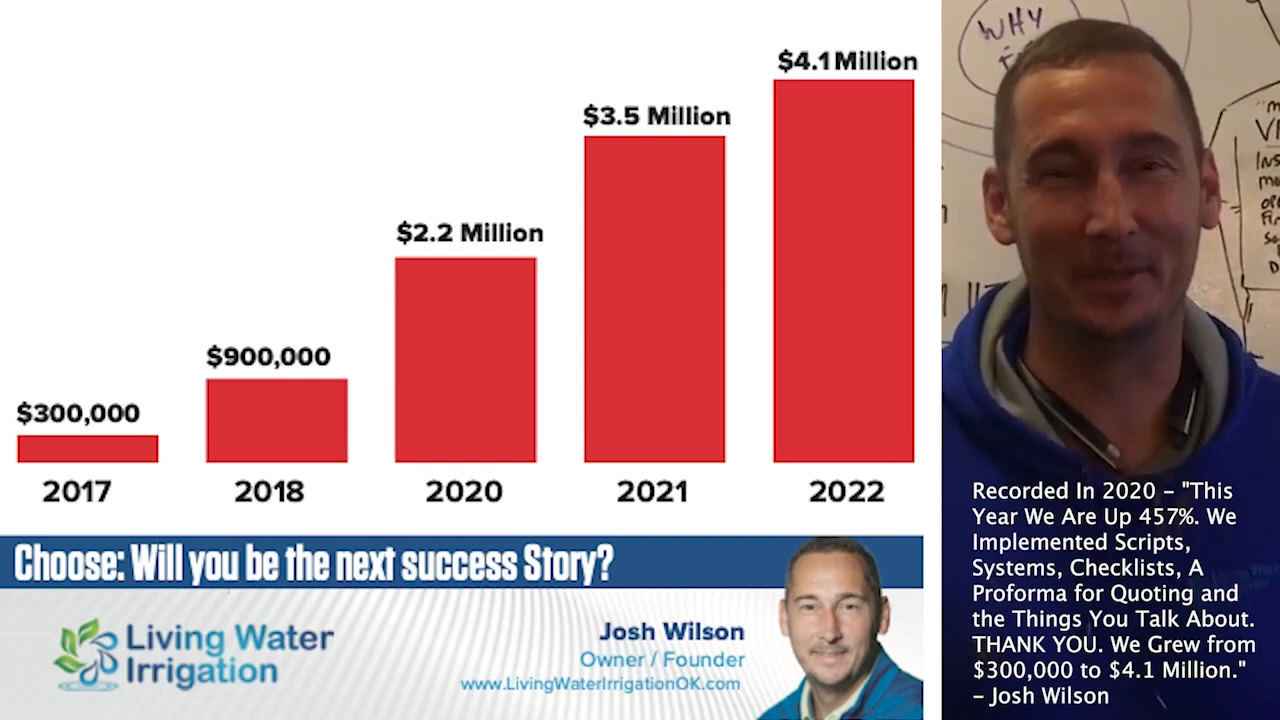 $4.1 Million
$3.5 Million
$2.2 Million
$900,000
$300,000
2017
2018
2020
2021
2022
Choose: Will you be the next success Story?
Living Water
Irrigation
Josh Wilson
Owner / Founder
www.LivingWaterIrrigationOK.com
WHY
Recorded In 2020 – "This
Year We Are Up 457%. We
Implemented Scripts,
Systems, Checklists, A
Proforma for Quoting and
the Things You Talk About.
THANK YOU. We Grew from
$300,000 to $4.1 Million."
– Josh Wilson